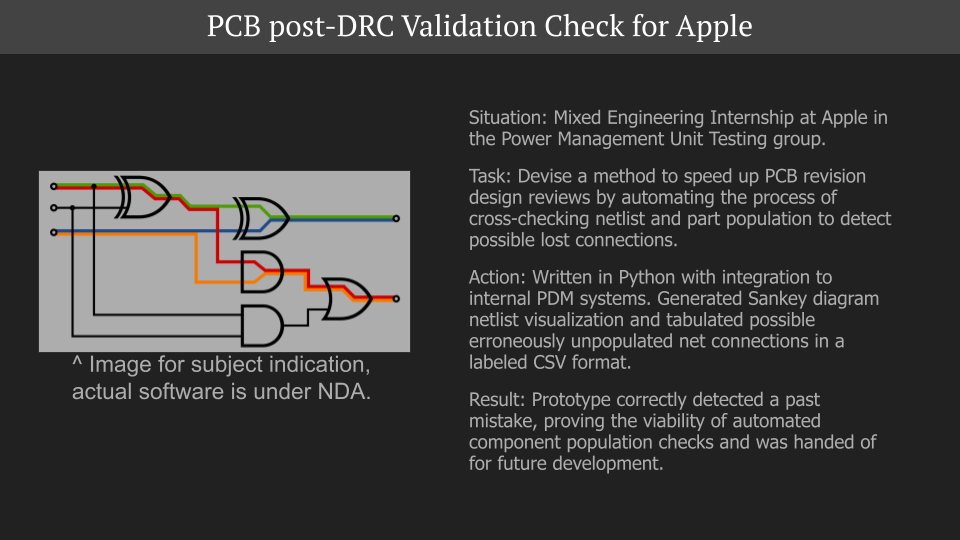 PCB post-DRC Validation Check for Apple
Situation: Mixed Engineering Internship at Apple in
the Power Management Unit Testing group.
Task: Devise a method to speed up PCB revision
design reviews by automating the process of
cross-checking netlist and part population to detect
possible lost connections.
Action: Written in Python with integration to
internal PDM systems. Generated Sankey diagram
netlist visualization and tabulated possible
erroneously unpopulated net connections in a
labeled CSV format.
Result: Prototype correctly detected a past
mistake, proving the viability of automated
component population checks and was handed of
for future development.
^ Image for subject indication,
actual software is under NDA.